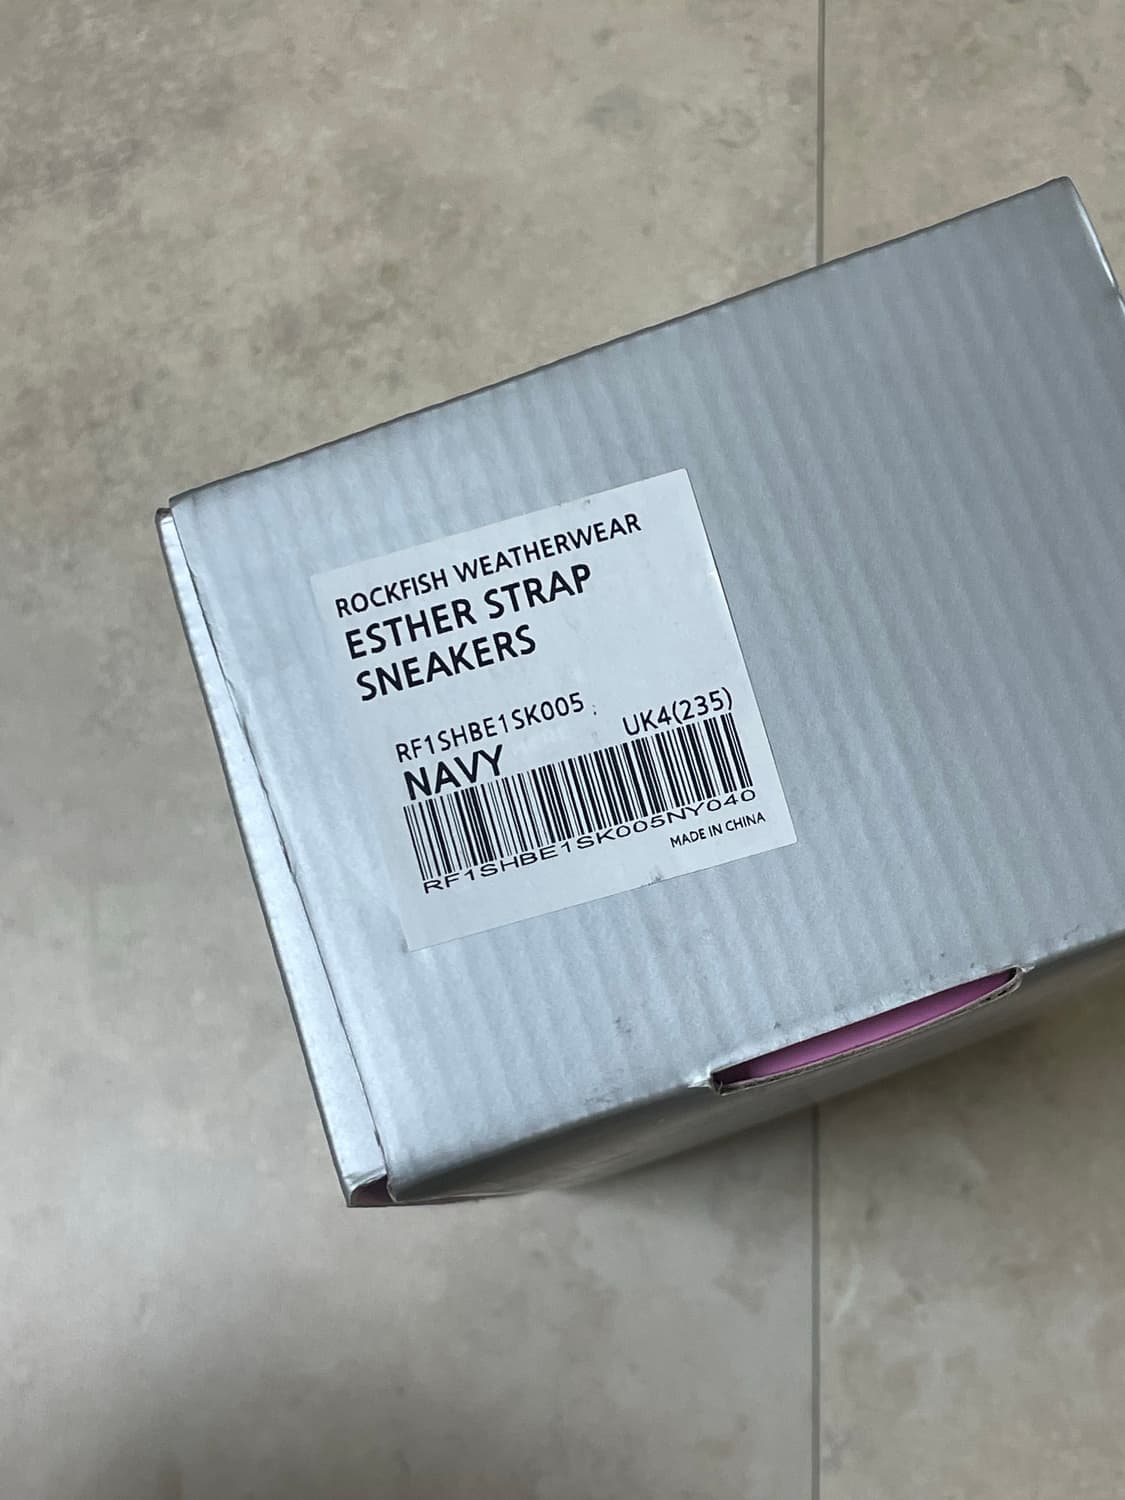 ROCKFISH WEATHERWEAR
ESTHER STRAP
SNEAKERS
RF1SHBE1SK005
UK4(235)
NAVY
RF1SHBE1SK005NY040
MADE IN CHINA